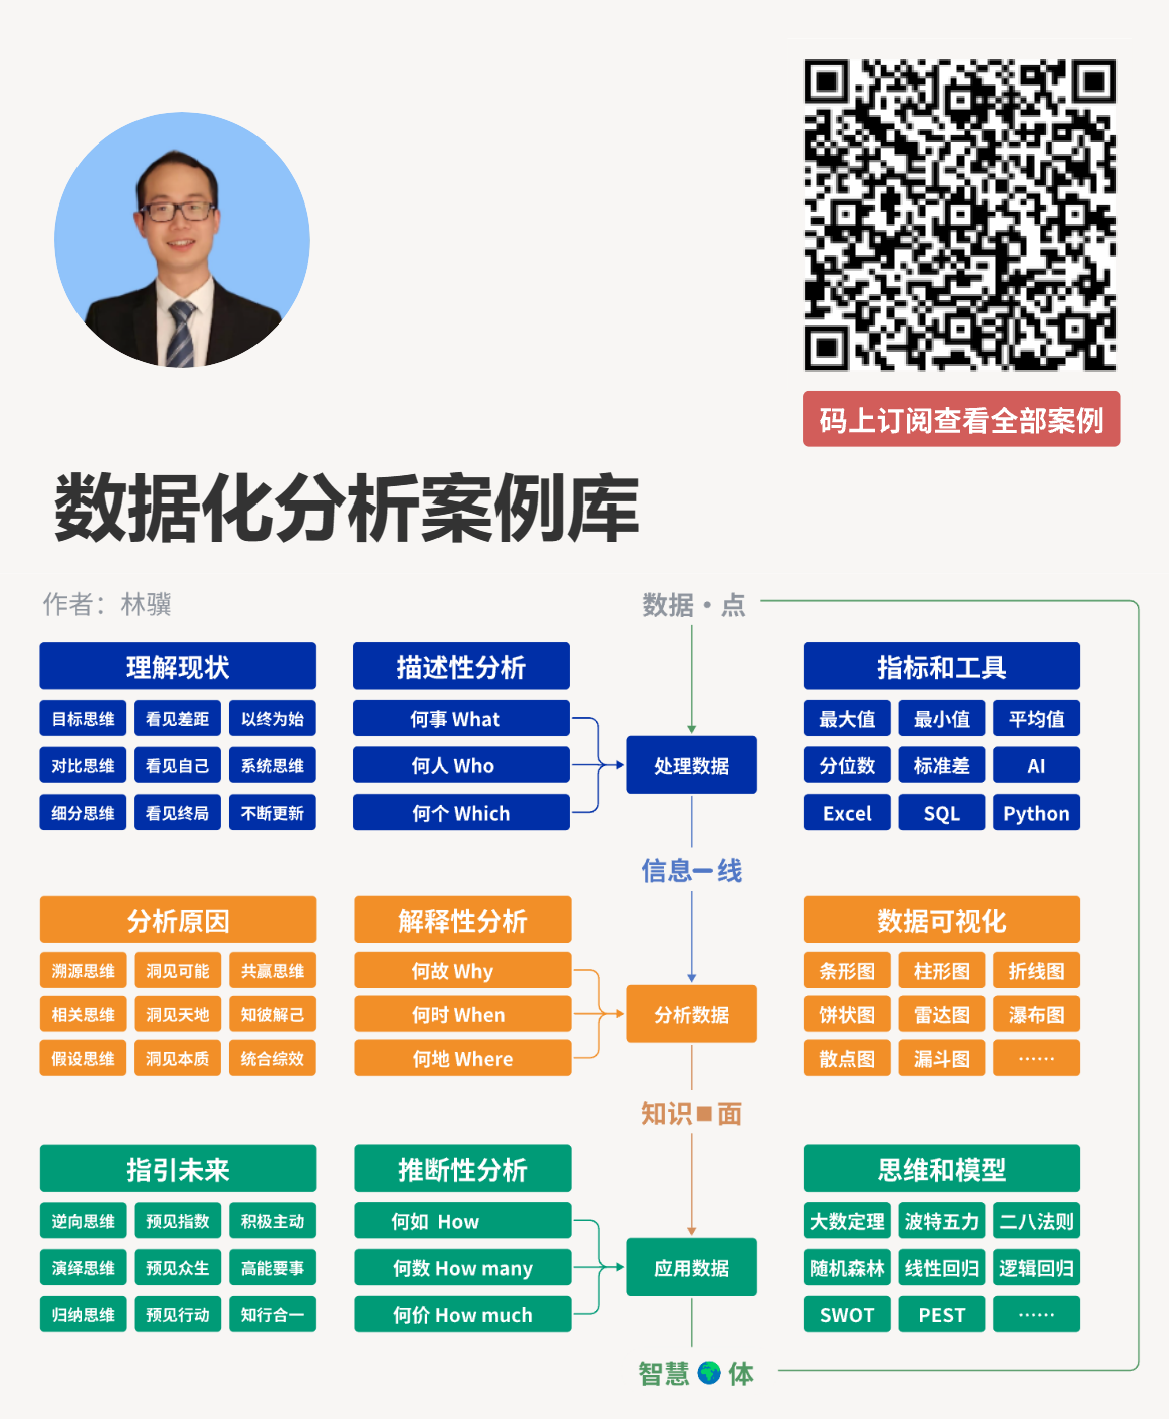 码上订阅查看全部案例
数据化分析案例库
作者：林骥
数据·点
理解现状
描述性分析
指标和工具
目标思维 看见差距 以终为始
何事 What
最大值 最小值 平均值
对比思维 看见自己 系统思维
何人 Who
处理数据
分位数 标准差 AI
细分思维 看见终局 不断更新
何个 Which
Excel SQL Python
信息━线
分析原因
解释性分析
数据可视化
溯源思维 洞见可能 共赢思维
何故 Why
条形图 柱形图 折线图
相关思维 洞见天地 知彼解己
何时 When
分析数据
饼状图 雷达图 瀑布图
假设思维 洞见本质 统合综效
何地 Where
散点图 漏斗图 ……
知识■面
指引未来
推断性分析
思维和模型
逆向思维 预见指数 积极主动
何如 How
大数定理 波特五力 二八法则
演绎思维 预见众生 高能要事
何数 How many
应用数据
随机森林 线性回归 逻辑回归
归纳思维 预见行动 知行合一
何价 How much
SWOT PEST ……
智慧🌍体